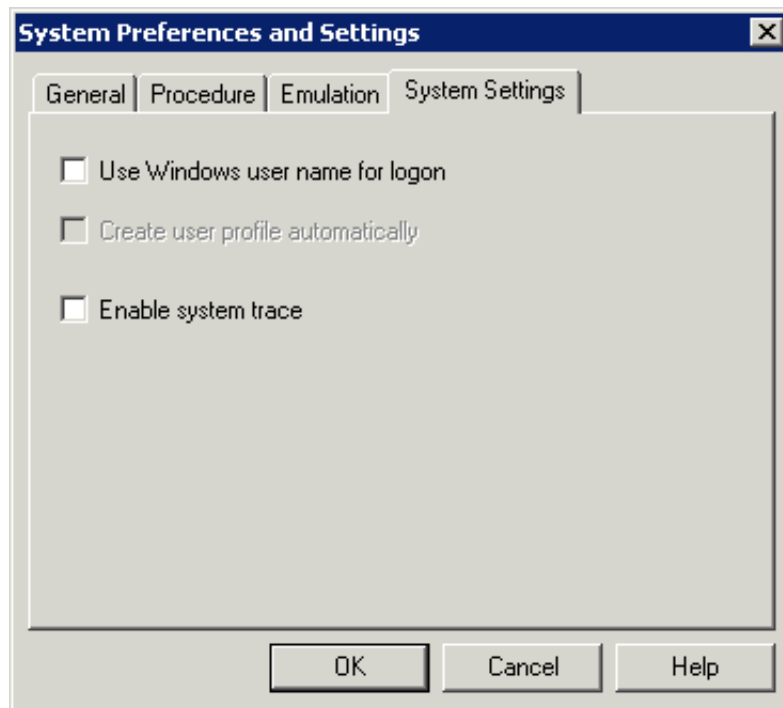 System Preferences and Settings
General Procedure Emulation System Settings
Use Windows user name for logon
Create user profile automatically
Enable system trace
OK Cancel Help